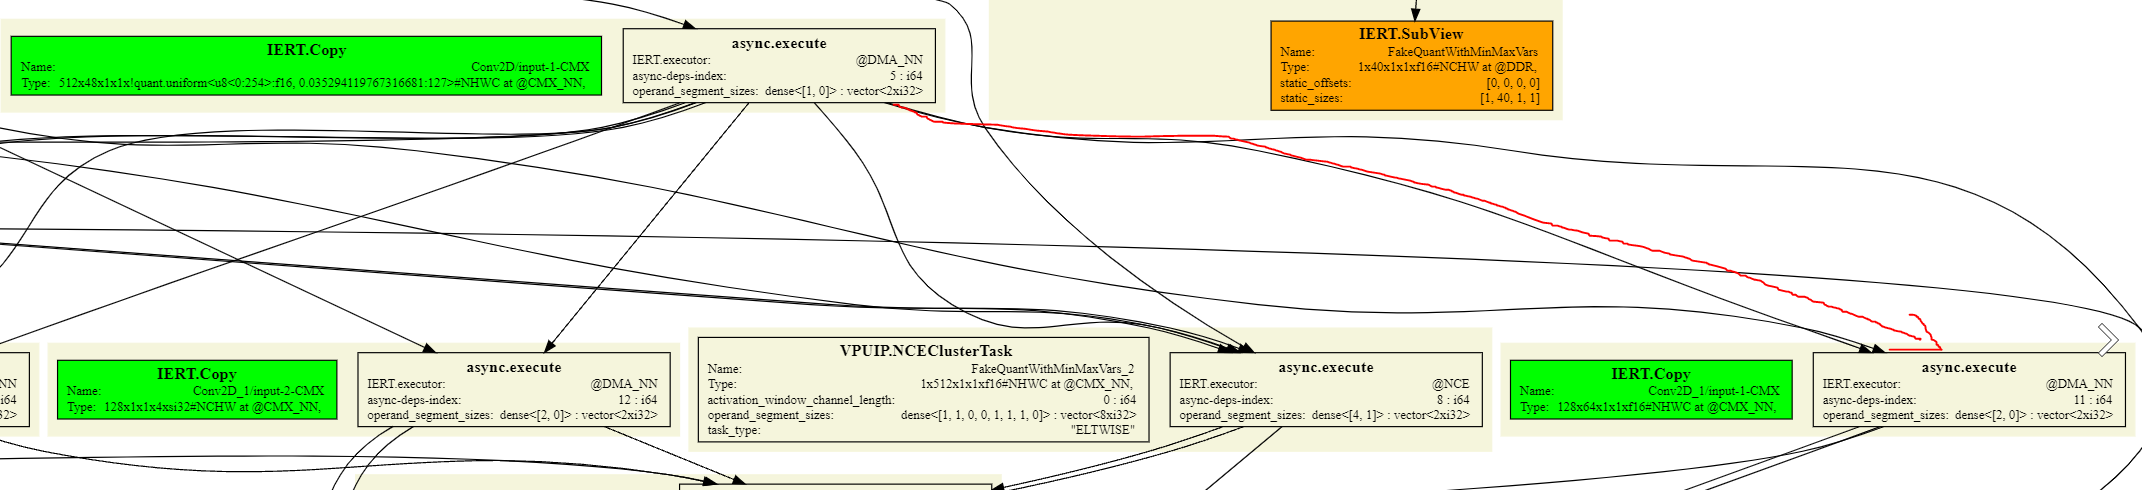 IERT.Copy
Name: Conv2D/input-1-CMX
Type: 512x48x1x1x!quant.uniform<u8<0:254>:f16, 0.035294119767316681:127>#NHWC at @CMX_NN,
async.execute
IERT.executor: @DMA_NN
async-deps-index: 5 : i64
operand_segment_sizes: dense<[1, 0]> : vector<2xi32>
IERT.SubView
Name: FakeQuantWithMinMaxVars
Type: 1x40x1x1xf16#NCHW at @DDR,
static_offsets: [0, 0, 0, 0]
static_sizes: [1, 40, 1, 1]
NN
i64
32>
IERT.Copy
Name: Conv2D_1/input-2-CMX
Type: 128x1x1x4xsi32#NHWC at @CMX_NN,
async.execute
IERT.executor: @DMA_NN
async-deps-index: 12 : i64
operand_segment_sizes: dense<[2, 0]> : vector<2xi32>
VPUIP.NCEClusterTask
Name: FakeQuantWithMinMaxVars_2
Type: 1x512x1x1xf16#NHWC at @CMX_NN,
activation_window_channel_length: 0 : i64
operand_segment_sizes: dense<[1, 1, 0, 0, 1, 1, 1, 0]> : vector<8xi32>
task_type: "ELTWISE"
async.execute
IERT.executor: @NCE
async-deps-index: 8 : i64
operand_segment_sizes: dense<[4, 1]> : vector<2xi32>
IERT.Copy
Name: Conv2D_1/input-1-CMX
Type: 128x64x1x1xf16#NHWC at @CMX_NN,
async.execute
IERT.executor: @DMA_NN
async-deps-index: 11 : i64
operand_segment_sizes: dense<[2, 0]> : vector<2xi32>